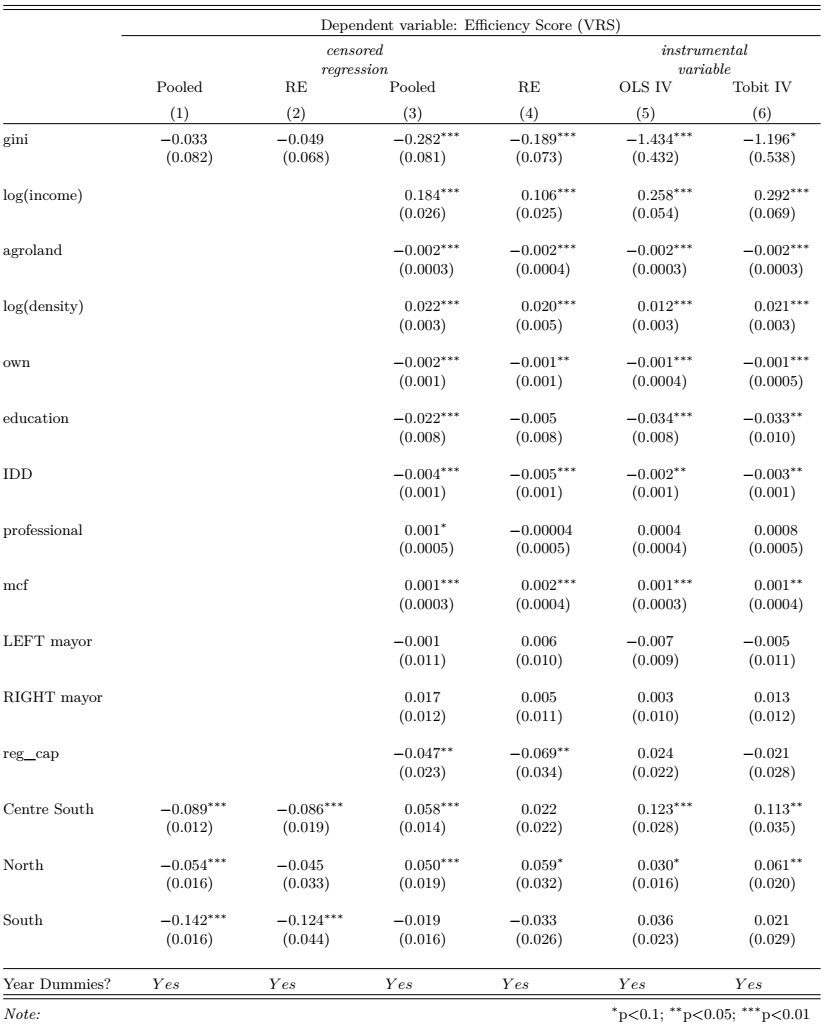 Dependent variable: Efficiency Score (VRS)
censored instrumental
regression variable
Pooled RE Pooled RE OLS IV Tobit IV
(1) (2) (3) (4) (5) (6)
gini −0.033 −0.049 −0.282*** −0.189*** −1.434*** −1.196*
(0.082) (0.068) (0.081) (0.073) (0.432) (0.538)
log(income) 0.184*** 0.106*** 0.258*** 0.292***
(0.026) (0.025) (0.054) (0.069)
agroland −0.002*** −0.002*** −0.002*** −0.002***
(0.0003) (0.0004) (0.0003) (0.0003)
log(density) 0.022*** 0.020*** 0.012*** 0.021***
(0.003) (0.005) (0.003) (0.003)
own −0.002*** −0.001** −0.001*** −0.001***
(0.001) (0.001) (0.0004) (0.0005)
education −0.022*** −0.005 −0.034*** −0.033**
(0.008) (0.008) (0.008) (0.010)
IDD −0.004*** −0.005*** −0.002** −0.003**
(0.001) (0.001) (0.001) (0.001)
professional 0.001* −0.00004 0.0004 0.0008
(0.0005) (0.0005) (0.0004) (0.0005)
mcf 0.001*** 0.002*** 0.001*** 0.001**
(0.0003) (0.0004) (0.0003) (0.0004)
LEFT mayor −0.001 0.006 −0.007 −0.005
(0.011) (0.010) (0.009) (0.011)
RIGHT mayor 0.017 0.005 0.003 0.013
(0.012) (0.011) (0.010) (0.012)
reg_cap −0.047** −0.069** 0.024 −0.021
(0.023) (0.034) (0.022) (0.028)
Centre South −0.089*** −0.086*** 0.058*** 0.022 0.123*** 0.113**
(0.012) (0.019) (0.014) (0.022) (0.028) (0.035)
North −0.054*** −0.045 0.050*** 0.059* 0.030* 0.061**
(0.016) (0.033) (0.019) (0.032) (0.016) (0.020)
South −0.142*** −0.124*** −0.019 −0.033 0.036 0.021
(0.016) (0.044) (0.016) (0.026) (0.023) (0.029)
Year Dummies? Yes Yes Yes Yes Yes Yes
Note: *p<0.1; **p<0.05; ***p<0.01